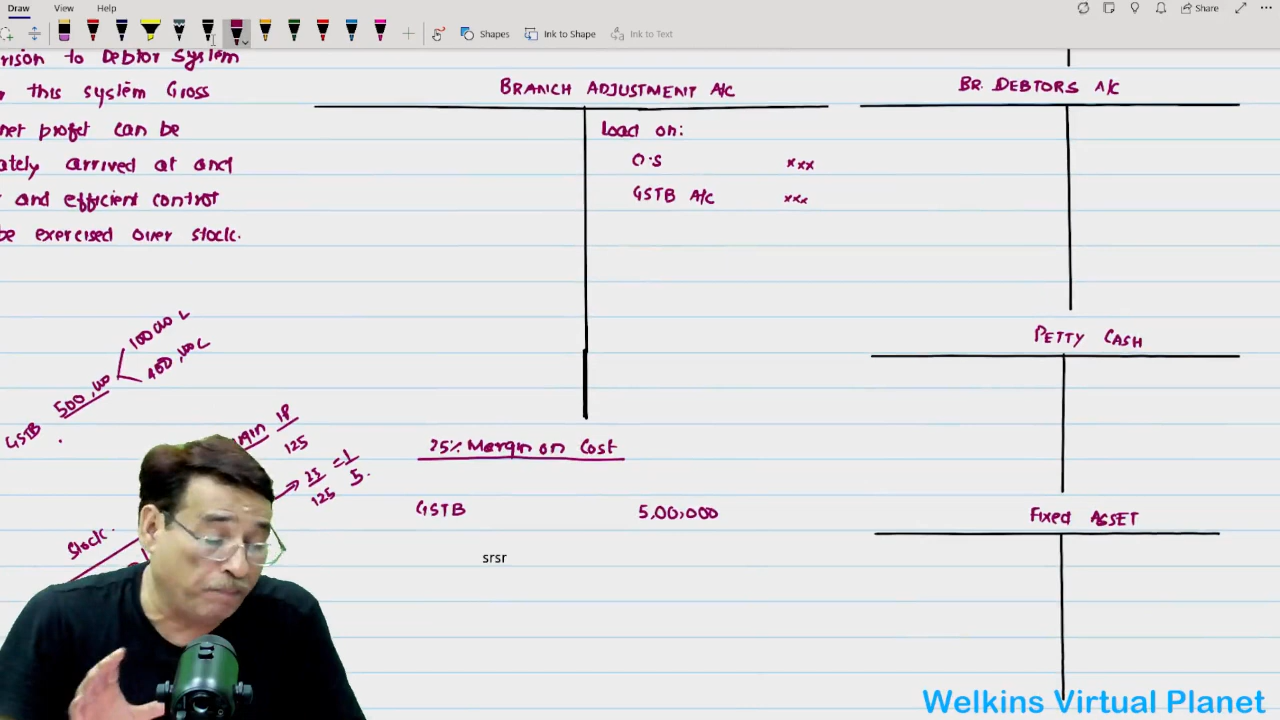 Draw View Help
Share
Shapes Ink to Shape Ink to Text
rison to Debtor System
this system Gross
net profet can be
ately arrived at and
and efficient control
be exercised over stock.
BRANCH ADJUSTMENT A/C
Load on:
O.S xxx
GSTB A/C xxx
BR. DEBTORS A/C
PETTY CASH
Fixed ASSET
GSTB 500,000
IP
125
25 = 1
125 5.
Stock.
25% Margin on Cost
GSTB 5,00,000
srsr
Welkins Virtual Planet